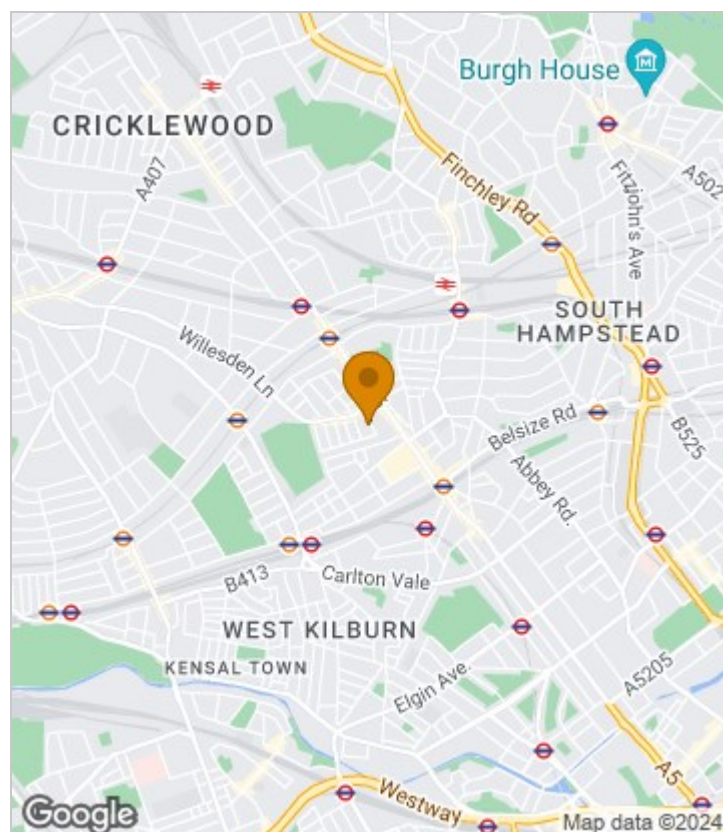 Burgh House
CRICKLEWOOD
A407
A502
Finchley Rd
Fitzjohn's Ave
SOUTH
HAMPSTEAD
Willesden Ln
Belsize Rd
B525
Abbey Rd.
B413
Carlton Vale
WEST KILBURN
KENSAL TOWN
Elgin Ave.
A5205
A5
Westway
Google
Map data ©2024